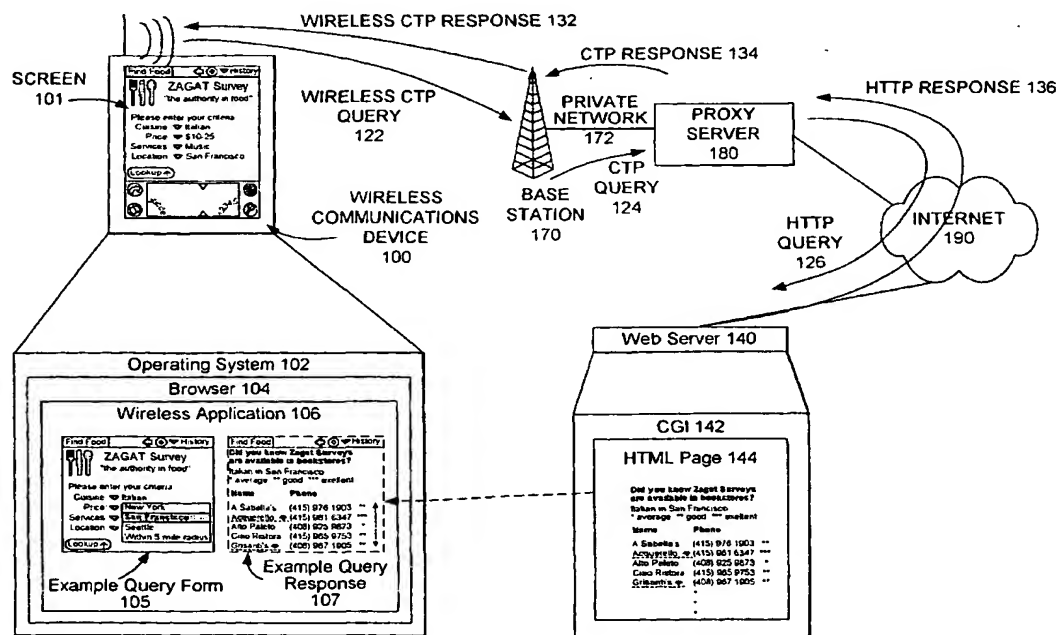 WIRELESS CTP RESPONSE 132
CTP RESPONSE 134
HTTP RESPONSE 136
SCREEN
101
Find Food
History
ZAGAT Survey
"the authority in food"
Please enter your criteria
Cuisine Italian
Price $10-25
Services Music
Location San Francisco
Lookup
WIRELESS CTP
QUERY
122
PRIVATE
NETWORK
172
PROXY
SERVER
180
CTP
QUERY
124
BASE
STATION
170
WIRELESS
COMMUNICATIONS
DEVICE
100
HTTP
QUERY
126
INTERNET
190
Operating System 102
Browser 104
Wireless Application 106
Find Food
History
ZAGAT Survey
"the authority in food"
Please enter your criteria
Cuisine Italian
Price New York
Services San Francisco
Location Seattle
Within 5 mile radius
Lookup
Example Query Form
105
Find Food
History
Did you know Zagat Surveys
are available in bookstores?
Italian in San Francisco
* average ** good *** exellent
Name Phone
A Sabella's (415) 976 1903 **
Acquerello (415) 981 6347 ***
Alto Paleto (408) 925 9873 *
Ciao Ristora (415) 965 9753 **
Grisanti's (408) 967 1905 **
Example Query
Response
107
Web Server 140
CGI 142
HTML Page 144
Did you know Zagat Surveys
are available in bookstores?
Italian in San Francisco
* average ** good *** exellent
Name Phone
A Sabella's (415) 976 1903 **
Acquerello (415) 981 6347 ***
Alto Paleto (408) 925 9873 *
Ciao Ristora (415) 965 9753 **
Grisanti's (408) 967 1905 **